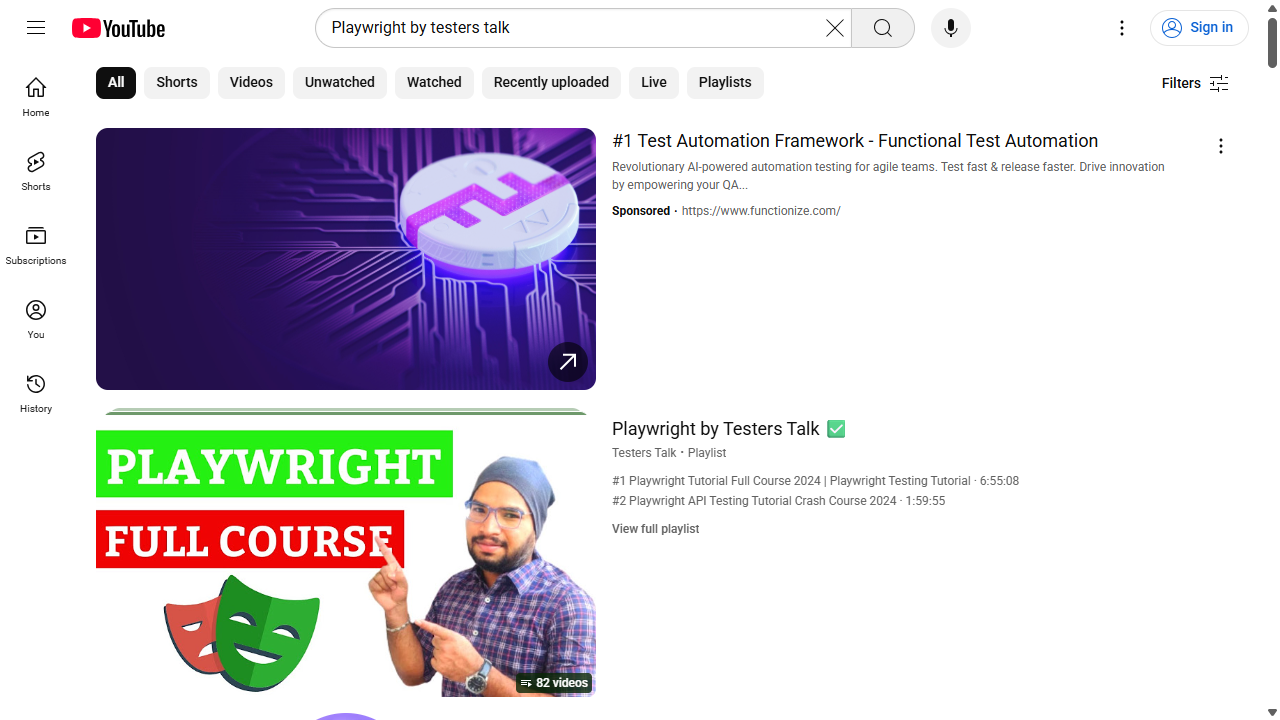 YouTube
Playwright by testers talk
Sign in
All
Shorts
Videos
Unwatched
Watched
Recently uploaded
Live
Playlists
Filters
Home
Shorts
Subscriptions
You
History
#1 Test Automation Framework - Functional Test Automation
Revolutionary AI-powered automation testing for agile teams. Test fast & release faster. Drive innovation
by empowering your QA...
Sponsored · https://www.functionize.com/
PLAYWRIGHT
FULL COURSE
82 videos
Playwright by Testers Talk ✅
Testers Talk · Playlist
#1 Playwright Tutorial Full Course 2024 | Playwright Testing Tutorial · 6:55:08
#2 Playwright API Testing Tutorial Crash Course 2024 · 1:59:55
View full playlist